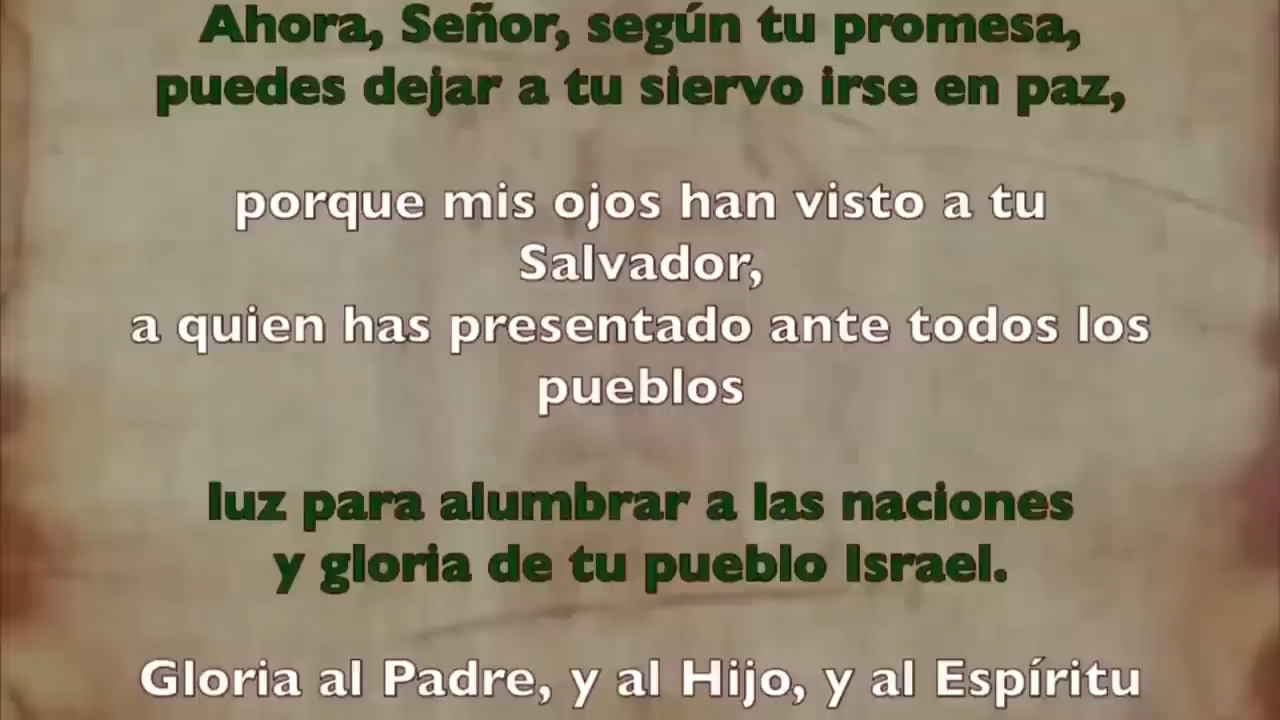 Ahora, Señor, según tu promesa,
puedes dejar a tu siervo irse en paz,
porque mis ojos han visto a tu
Salvador,
a quien has presentado ante todos los
pueblos
luz para alumbrar a las naciones
y gloria de tu pueblo Israel.
Gloria al Padre, y al Hijo, y al Espíritu